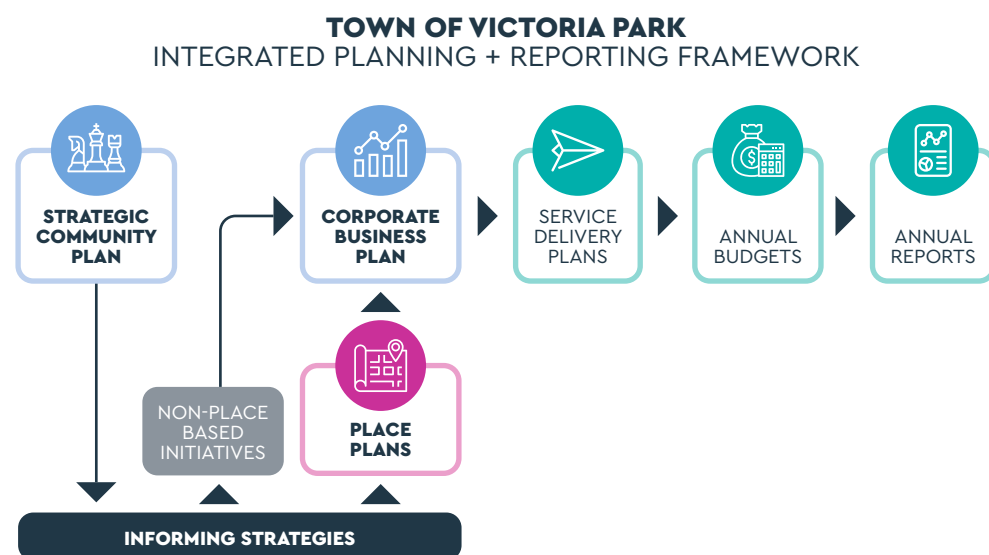 TOWN OF VICTORIA PARK
INTEGRATED PLANNING + REPORTING FRAMEWORK
STRATEGIC
COMMUNITY
PLAN
CORPORATE
BUSINESS
PLAN
SERVICE
DELIVERY
PLANS
ANNUAL
BUDGETS
ANNUAL
REPORTS
NON-PLACE
BASED
INITIATIVES
PLACE
PLANS
INFORMING STRATEGIES